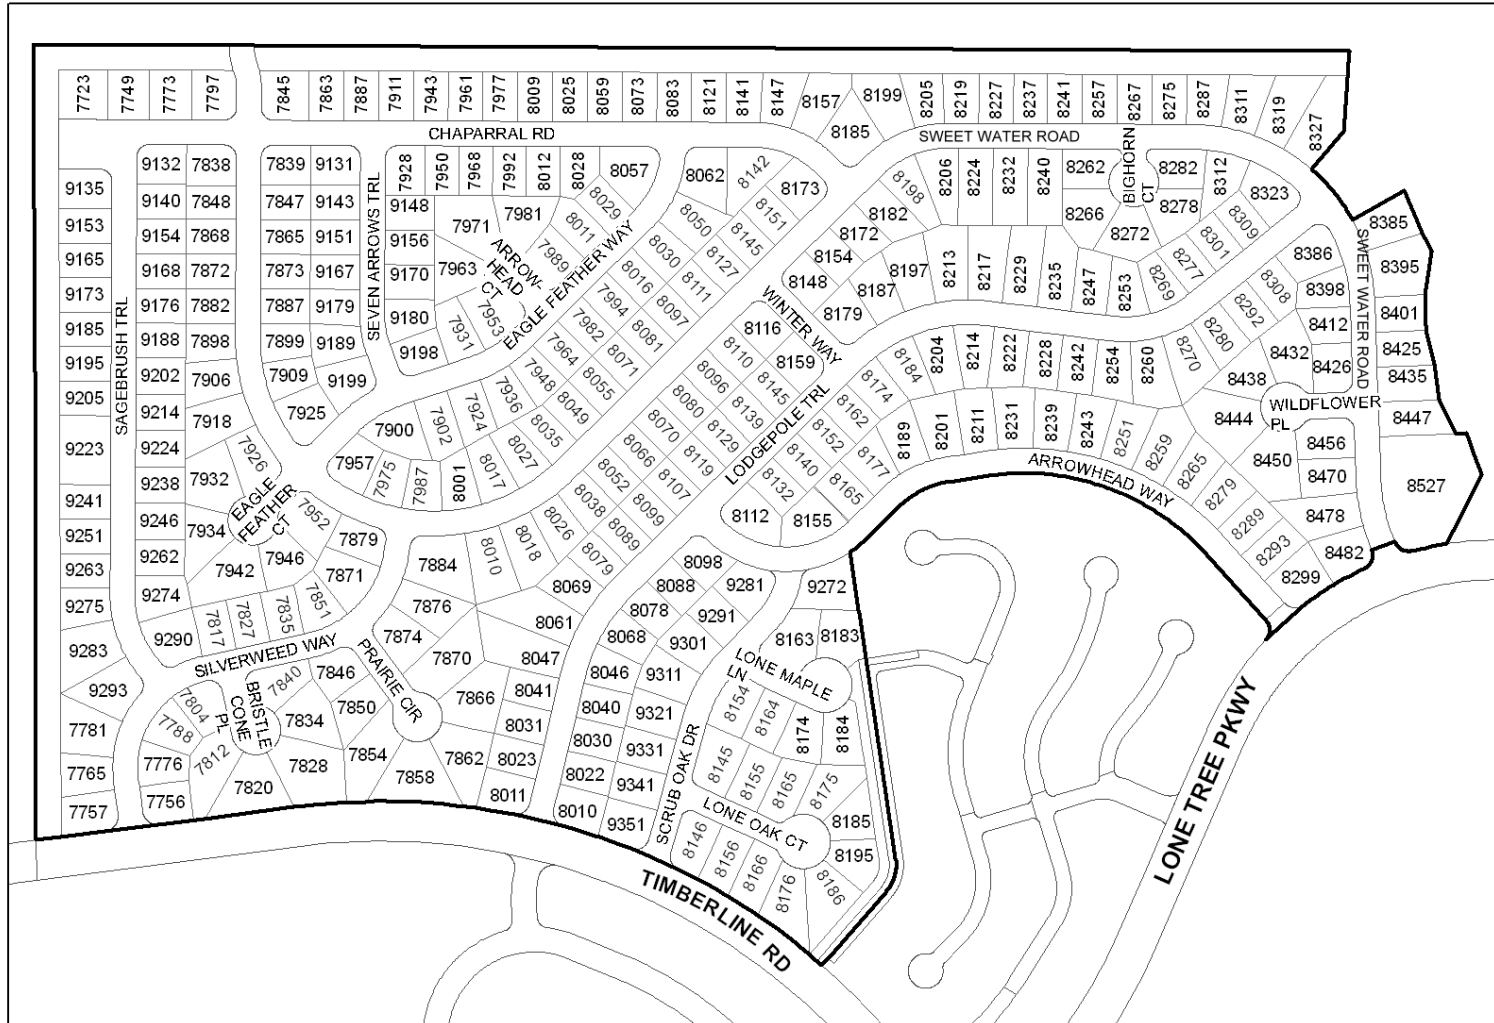 7723 7749 7773 7797 7845 7863 7887 7911 7943 7961 7977 8009 8025 8059 8073 8083 8121 8141 8147 8157 8199 8205 8219 8227 8237 8241 8257 8267 8275 8287 8311 8319 8327
8185
CHAPARRAL RD
SWEET WATER ROAD
9132 7838 7839 9131 7928 7950 7968 7992 8012 8028 8057 8062 8142 8173 8198 8206 8224 8232 8240 8262 8282 8312 8323
BIGHORN
CT
9135 9140 7848 7847 9143 9148 7971 7981 8011 8029 8050 8151 8182 8266 8278 8309 8385
9153 9154 7868 7865 9151 9156 7989 8030 8127 8145 8172 8272 8301 8386 8395
9165 9168 7872 7873 9167 9170 7963 8016 8111 8154 8197 8213 8217 8229 8235 8247 8253 8269 8277 8308 8398
ARROW-
HEAD
CT
EAGLE FEATHER WAY
SEVEN ARROWS TRL
SAGEBRUSH TRL
WINTER WAY
SWEET WATER ROAD
9173 9176 7882 7887 9179 9180 7953 7994 8097 8148 8187 8292 8401
9185 9188 7898 7899 9189 7931 7982 8081 8116 8179 8280 8412
9195 9198 7964 8071 8110 8159 8184 8204 8214 8222 8228 8242 8254 8260 8270 8432 8425
9202 7906 7909 9199 7948 8055 8096 8145 8174 8438 8426 8435
9205 9214 7918 7925 7936 8049 8080 8139 8162 8444 8447
WILDFLOWER
PL
LODGEPOLE TRL
ARROWHEAD WAY
9223 9224 7926 7900 7902 7924 8035 8070 8129 8152 8189 8201 8211 8231 8239 8243 8251 8259 8456
9238 7932 7957 7975 7987 8001 8017 8027 8066 8119 8140 8177 8265 8450 8470 8527
EAGLE
FEATHER
CT
9241 9246 7934 7952 8052 8107 8132 8165 8279 8478
9251 9262 7942 7946 7879 8026 8038 8099 8112 8155 8289 8482
9263 9274 7871 7884 8010 8018 8089 8098 8293
9275 9290 7817 7827 7835 7851 7876 8079 8069 8088 9281 9272 8299
SILVERWEED WAY
PRAIRIE CIR
9283 7874 8061 8078 9291 8163 8183
9293 7840 7846 7870 8047 8068 9301
LONE MAPLE
LN
BRISTLE
CONE
PL
7781 7804 7788 7834 7850 7866 8041 8046 9311 8154 8164 8174 8184
8031 8040 9321
7765 7776 7812 7828 7854 7862 8023 8030 9331 8145 8155 8165 8175
7757 7756 7820 7858 8011 8022 9341 8185
8010 9351 8146 8156 8166 8176 8186 8195
SCRUB OAK DR
LONE OAK CT
TIMBERLINE RD
LONE TREE PKWY